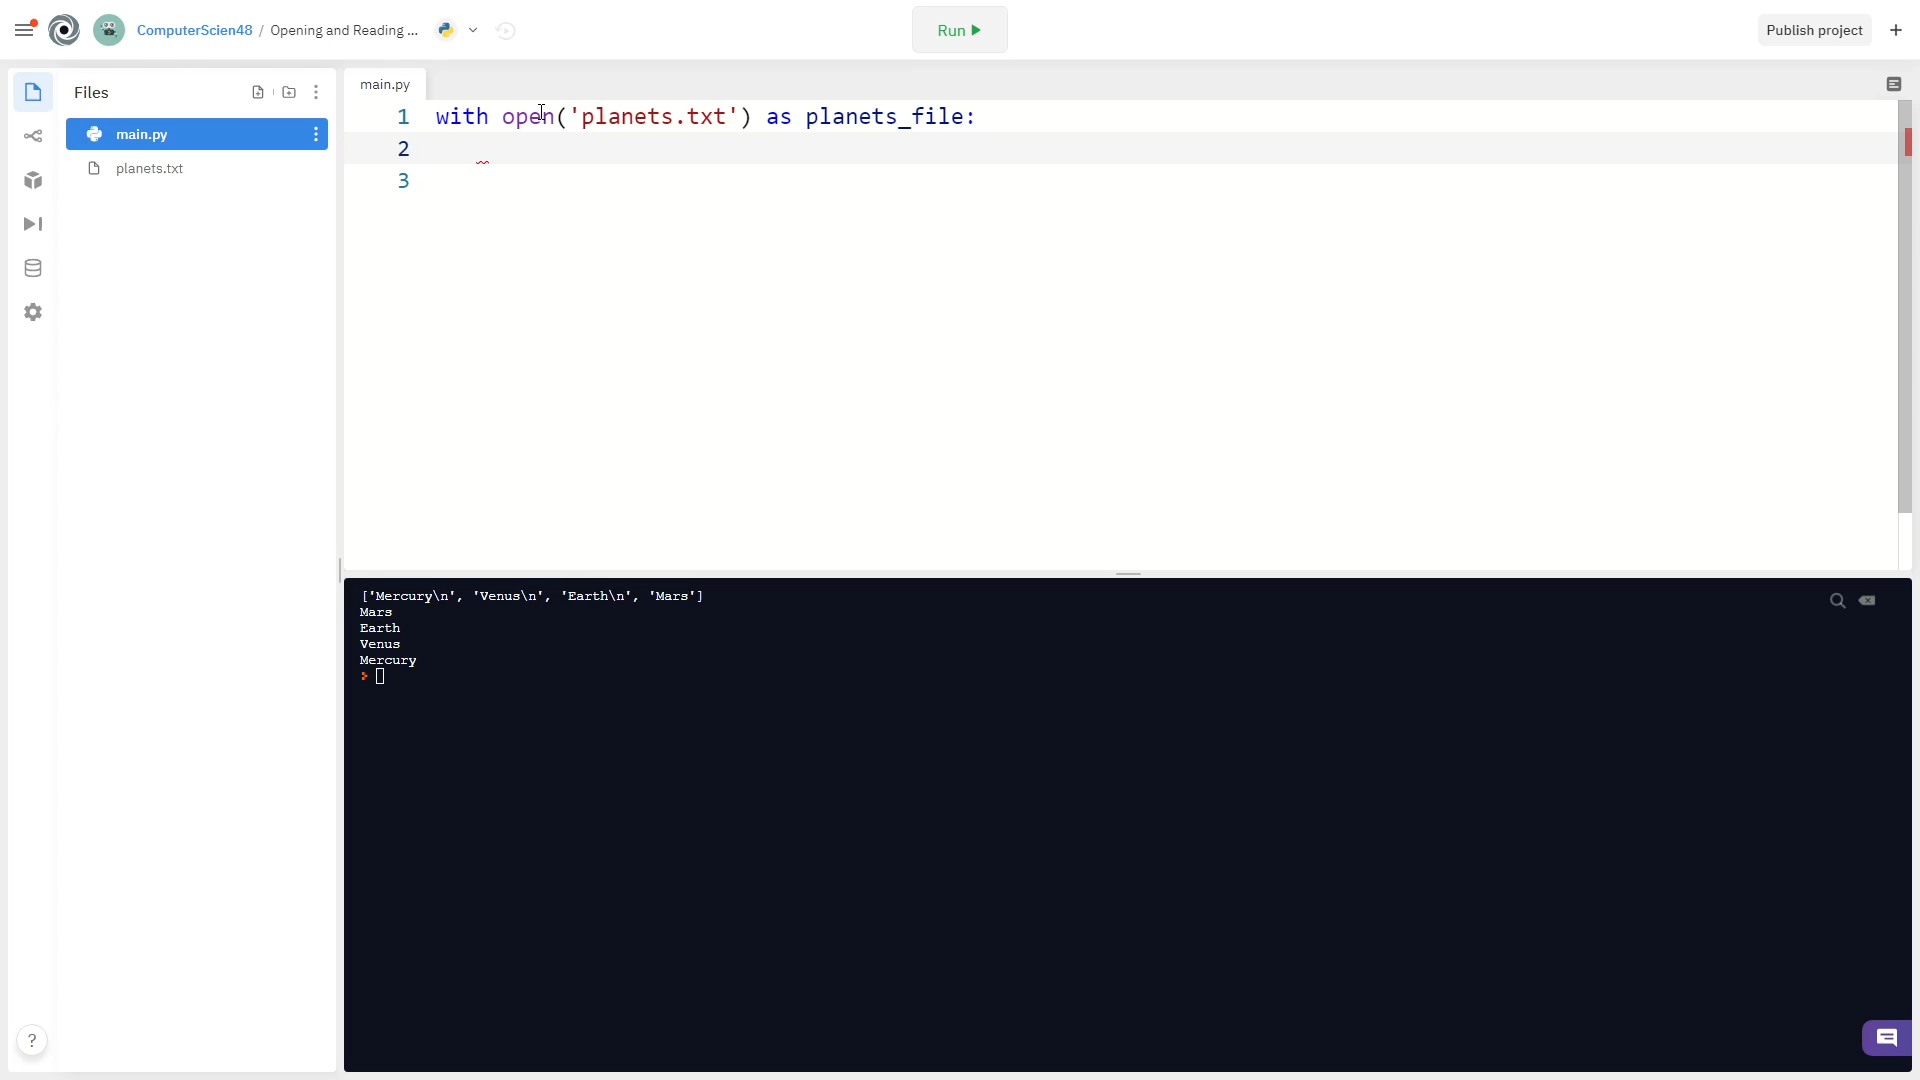 ComputerScien48 / Opening and Reading ...
Run
Publish project
Files
main.py
planets.txt
main.py
1 with open('planets.txt') as planets_file:
2
3
['Mercury\n', 'Venus\n', 'Earth\n', 'Mars']
Mars
Earth
Venus
Mercury
?